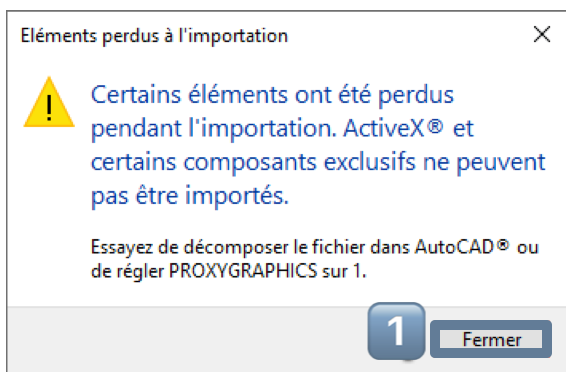 Eléments perdus à l'importation
Certains éléments ont été perdus
pendant l'importation. ActiveX® et
certains composants exclusifs ne peuvent
pas être importés.
Essayez de décomposer le fichier dans AutoCAD® ou
de régler PROXYGRAPHICS sur 1.
1
Fermer